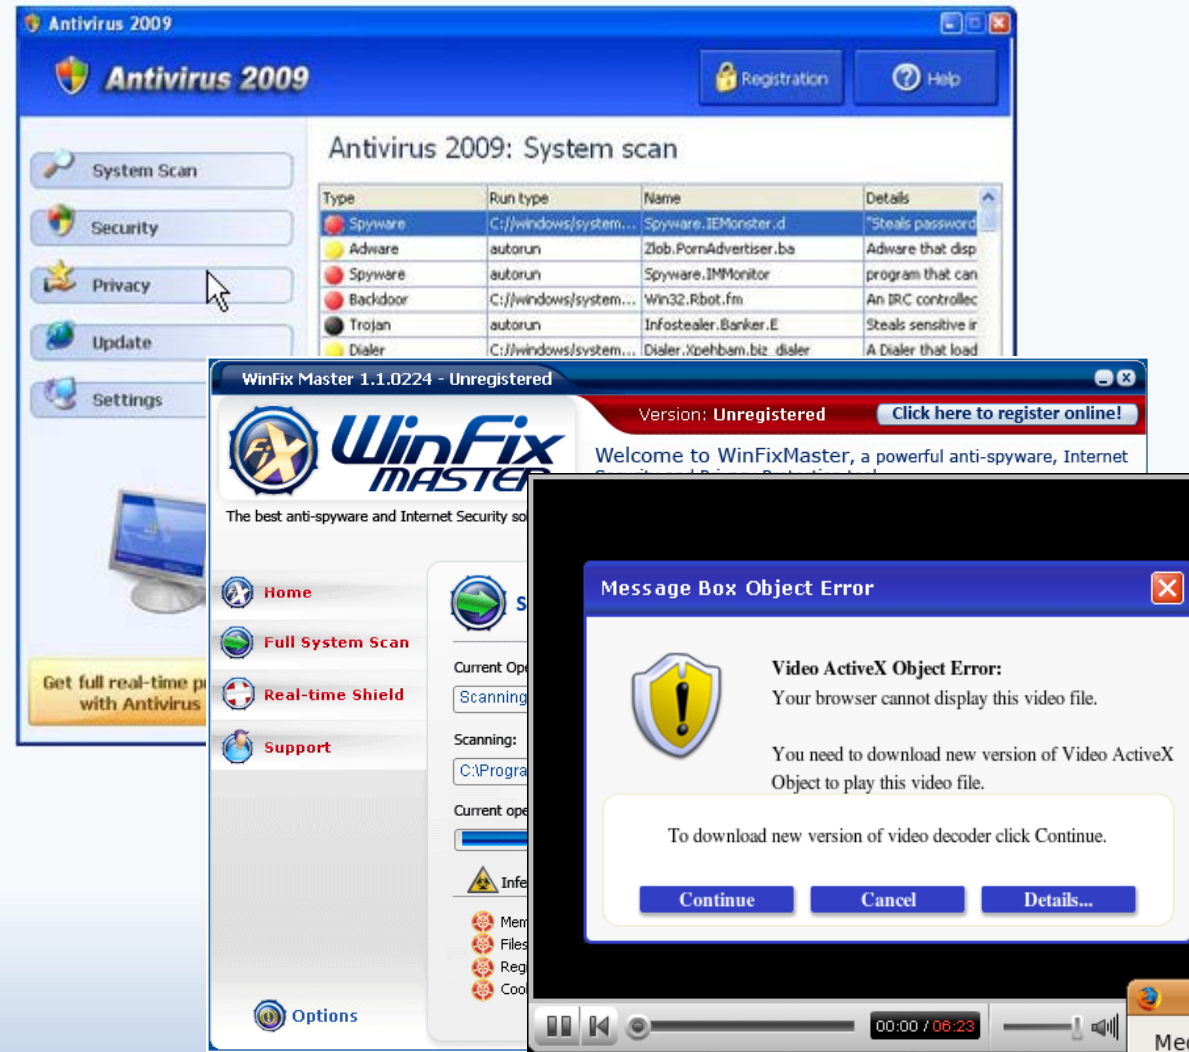 Antivirus 2009
Antivirus 2009
Registration
Help
System Scan
Security
Privacy
Update
Settings
Antivirus 2009: System scan
Type Run type Name Details
Spyware C://windows/system... Spyware.IEMonster.d "Steals password
Adware autorun Zlob.PornAdvertiser.ba Adware that disp
Spyware autorun Spyware.IMMonitor program that can
Backdoor C://windows/system... Win32.Rbot.fm An IRC controllec
Trojan autorun Infostealer.Banker.E Steals sensitive ir
Dialer C://windows/system... Dialer.Xpehbam.biz_dialer A Dialer that load
Get full real-time p
with Antivirus
WinFix Master 1.1.0224 - Unregistered
FiX
WinFix
MASTER
Version: Unregistered
Click here to register online!
Welcome to WinFixMaster, a powerful anti-spyware, Internet
The best anti-spyware and Internet Security so
Home
Full System Scan
Real-time Shield
Support
Options
S
Current Ope
Scanning
Scanning:
C:\Progra
Current ope
Infe
Mem
Files
Regi
Cool
Message Box Object Error
Video ActiveX Object Error:
Your browser cannot display this video file.
You need to download new version of Video ActiveX
Object to play this video file.
To download new version of video decoder click Continue.
Continue
Cancel
Details...
00:00 / 06:23
Med